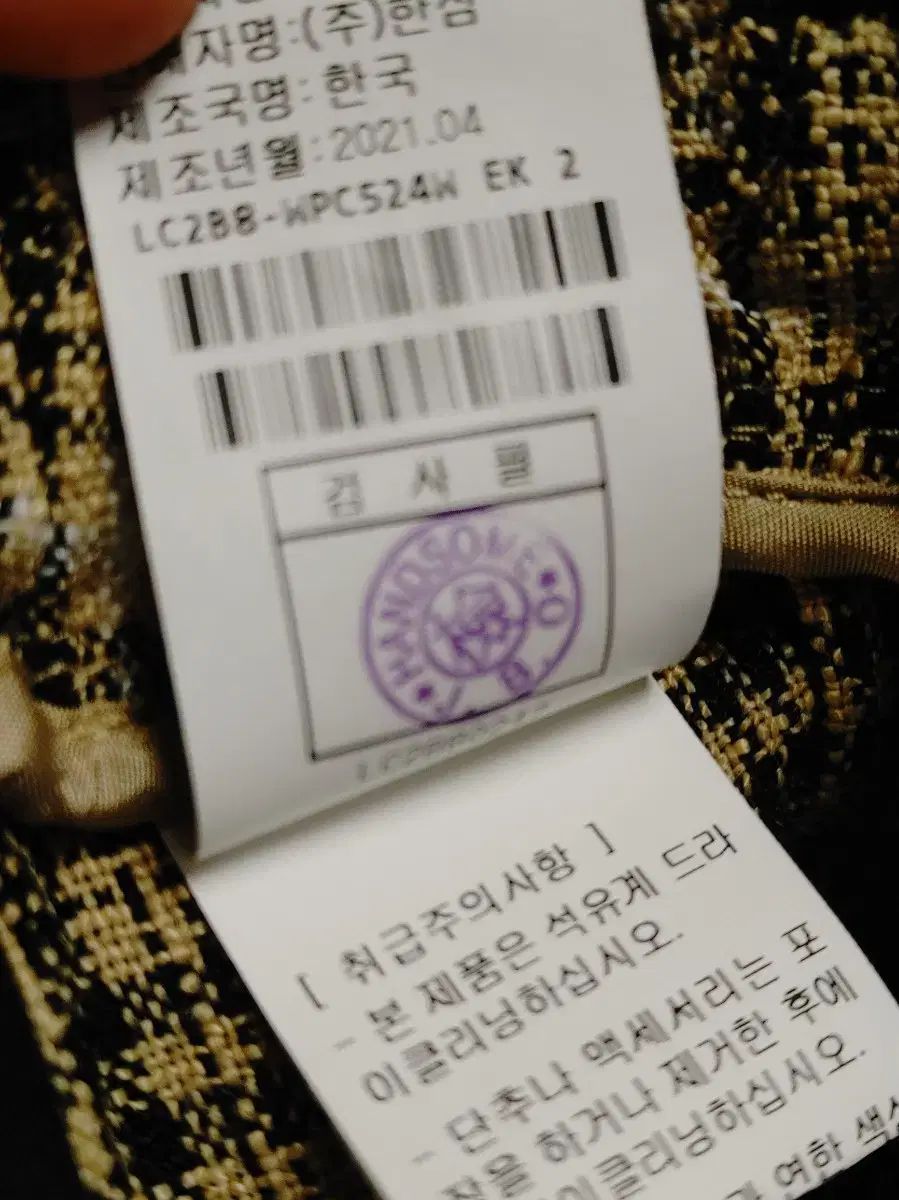 자명:(주)한섬
제조국명:한국
제조년월:2021.04
LC2B8-WPC524W EK 2
검 사 필
HANDSOME
[ 취급주의사항 ]
- 본 제품은 석유계 드라
이클리닝하십시오.
- 단추나 액세서리는 포
장을 하거나 제거한 후에
이클리닝하십시오.
여한